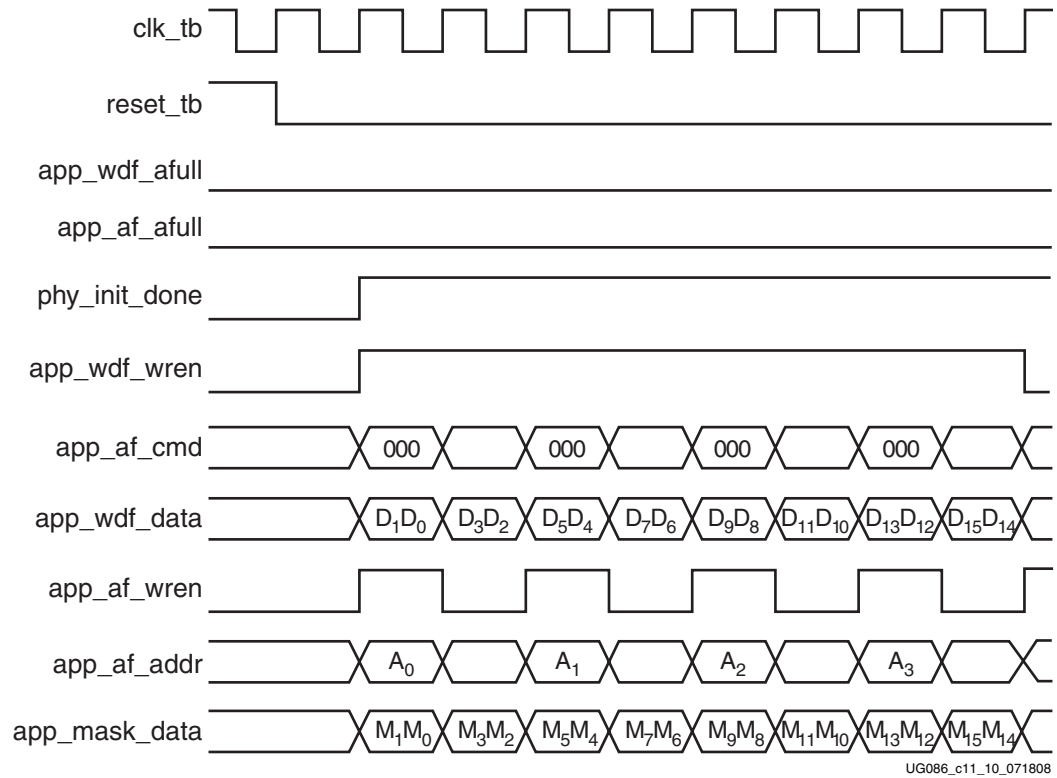 clk_tb
reset_tb
app_wdf_afull
app_af_afull
phy_init_done
app_wdf_wren
app_af_cmd 000 000 000 000
app_wdf_data D₁D₀ D₃D₂ D₅D₄ D₇D₆ D₉D₈ D₁₁D₁₀ D₁₃D₁₂ D₁₅D₁₄
app_af_wren
app_af_addr A₀ A₁ A₂ A₃
app_mask_data M₁M₀ M₃M₂ M₅M₄ M₇M₆ M₉M₈ M₁₁M₁₀ M₁₃M₁₂ M₁₅M₁₄
UG086_c11_10_071808